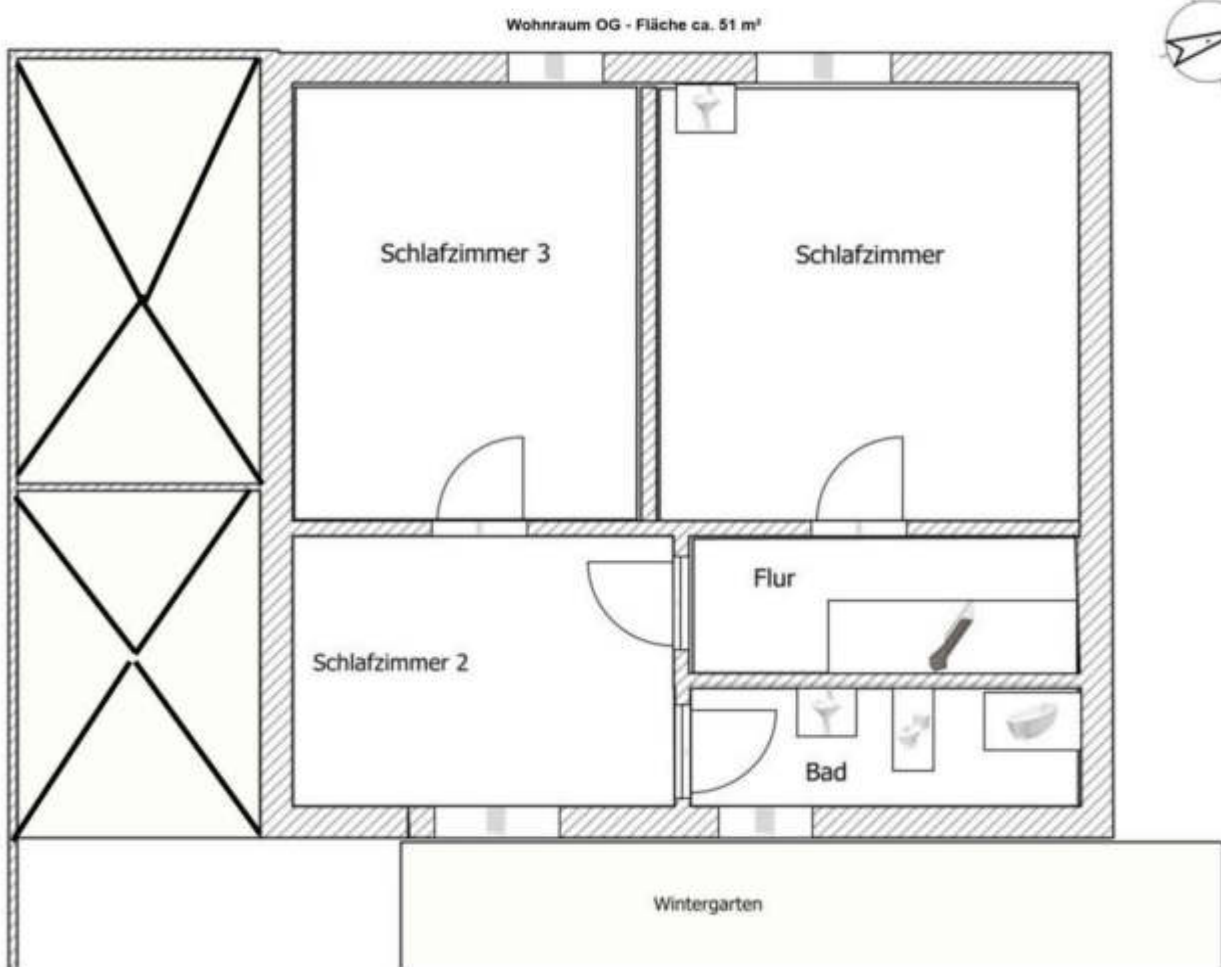 Wohnraum OG - Fläche ca. 51 m²
Schlafzimmer 3
Schlafzimmer
Flur
Schlafzimmer 2
Bad
Wintergarten